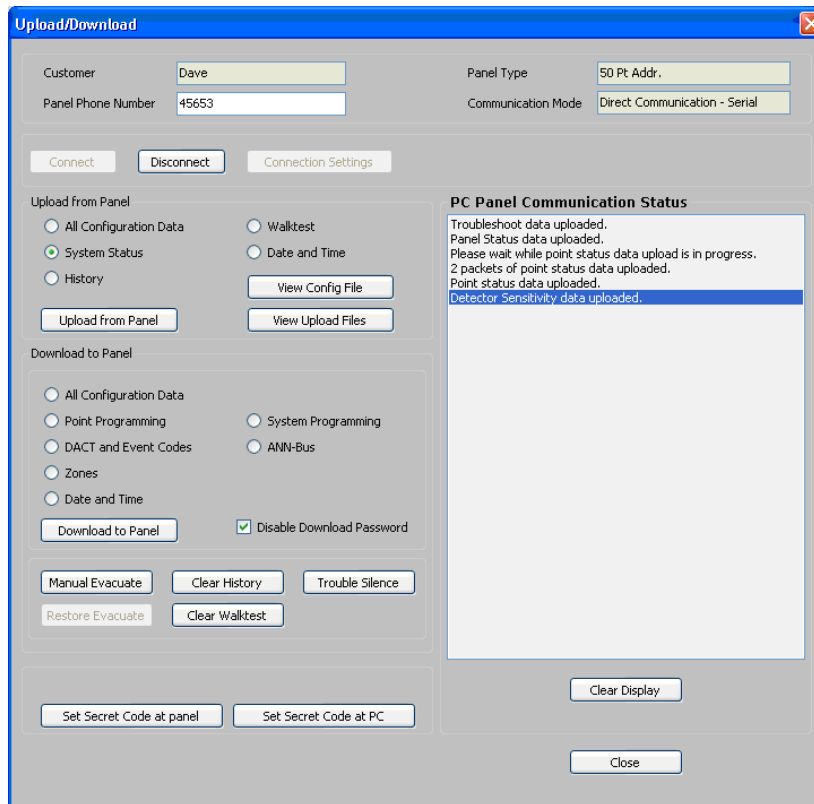 Upload/Download
Customer
Dave
Panel Type
50 Pt Addr.
Panel Phone Number
45653
Communication Mode
Direct Communication - Serial
Connect
Disconnect
Connection Settings
Upload from Panel
All Configuration Data
Walktest
System Status
Date and Time
History
View Config File
Upload from Panel
View Upload Files
Download to Panel
All Configuration Data
Point Programming
System Programming
DACT and Event Codes
ANN-Bus
Zones
Date and Time
Download to Panel
Disable Download Password
Manual Evacuate
Clear History
Trouble Silence
Restore Evacuate
Clear Walktest
Set Secret Code at panel
Set Secret Code at PC
PC Panel Communication Status
Troubleshoot data uploaded.
Panel Status data uploaded.
Please wait while point status data upload is in progress.
2 packets of point status data uploaded.
Point status data uploaded.
Detector Sensitivity data uploaded.
Clear Display
Close